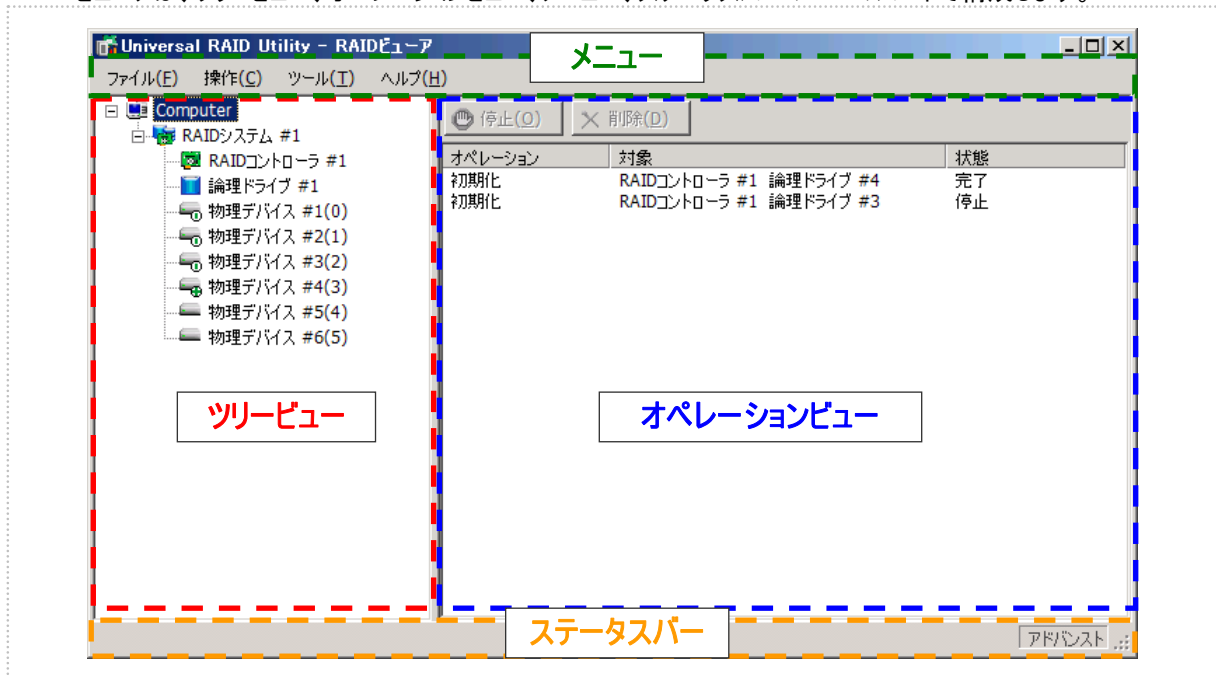 Universal RAID Utility - RAIDビューア
メニュー
ファイル(F) 操作(C) ツール(T) ヘルプ(H)
Computer
RAIDシステム #1
RAIDコントローラ #1
論理ドライブ #1
物理デバイス #1(0)
物理デバイス #2(1)
物理デバイス #3(2)
物理デバイス #4(3)
物理デバイス #5(4)
物理デバイス #6(5)
ツリービュー
停止(O) 削除(D)
オペレーション 対象 状態
初期化 RAIDコントローラ #1 論理ドライブ #4 完了
初期化 RAIDコントローラ #1 論理ドライブ #3 停止
オペレーションビュー
ステータスバー
アドバンスト